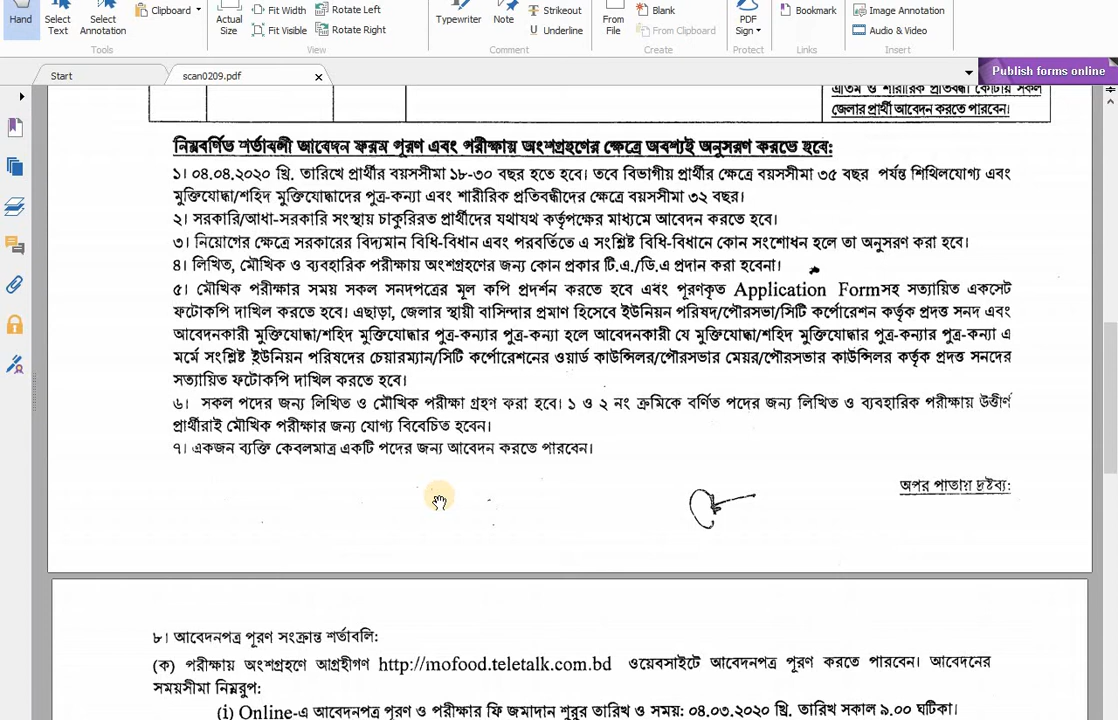 Hand
Select Text
Select Annotation
Clipboard
Tools
Actual Size
Fit Width
Fit Visible
Rotate Left
Rotate Right
View
Typewriter
Note
Strikeout
Underline
Comment
From File
Blank
From Clipboard
Create
PDF Sign
Protect
Bookmark
Links
Image Annotation
Audio & Video
Insert
Start
scan0209.pdf
Publish forms online
এতিম ও শারীরিক প্রতিবন্ধী কোটায় সকল
জেলার প্রার্থী আবেদন করতে পারবেন।
নিম্নবর্ণিত শর্তাবলী আবেদন ফরম পূরণ এবং পরীক্ষায় অংশগ্রহণের ক্ষেত্রে অবশ্যই অনুসরণ করতে হবে:
১। ০৪.০৪.২০২০ খ্রি. তারিখে প্রার্থীর বয়সসীমা ১৮-৩০ বছর হতে হবে। তবে বিভাগীয় প্রার্থীর ক্ষেত্রে বয়সসীমা ৩৫ বছর পর্যন্ত শিথিলযোগ্য এবং
মুক্তিযোদ্ধা/শহিদ মুক্তিযোদ্ধাদের পুত্র-কন্যা এবং শারীরিক প্রতিবন্ধীদের ক্ষেত্রে বয়সসীমা ৩২ বছর।
২। সরকারি/আধা-সরকারি সংস্থায় চাকুরিরত প্রার্থীদের যথাযথ কর্তৃপক্ষের মাধ্যমে আবেদন করতে হবে।
৩। নিয়োগের ক্ষেত্রে সরকারের বিদ্যমান বিধি-বিধান এবং পরবর্তিতে এ সংশ্লিষ্ট বিধি-বিধানে কোন সংশোধন হলে তা অনুসরণ করা হবে।
৪। লিখিত, মৌখিক ও ব্যবহারিক পরীক্ষায় অংশগ্রহণের জন্য কোন প্রকার টি.এ./ডি.এ প্রদান করা হবেনা।
৫। মৌখিক পরীক্ষার সময় সকল সনদপত্রের মূল কপি প্রদর্শন করতে হবে এবং পূরণকৃত Application Formসহ সত্যায়িত একসেট
ফটোকপি দাখিল করতে হবে। এছাড়া, জেলার স্থায়ী বাসিন্দার প্রমাণ হিসেবে ইউনিয়ন পরিষদ/পৌরসভা/সিটি কর্পোরেশন কর্তৃক প্রদত্ত সনদ এবং
আবেদনকারী মুক্তিযোদ্ধা/শহিদ মুক্তিযোদ্ধার পুত্র-কন্যার পুত্র-কন্যা হলে আবেদনকারী যে মুক্তিযোদ্ধা/শহিদ মুক্তিযোদ্ধার পুত্র-কন্যার পুত্র-কন্যা এ
মর্মে সংশ্লিষ্ট ইউনিয়ন পরিষদের চেয়ারম্যান/সিটি কর্পোরেশনের ওয়ার্ড কাউন্সিলর/পৌরসভার মেয়র/পৌরসভার কাউন্সিলর কর্তৃক প্রদত্ত সনদের
সত্যায়িত ফটোকপি দাখিল করতে হবে।
৬। সকল পদের জন্য লিখিত ও মৌখিক পরীক্ষা গ্রহণ করা হবে। ১ ও ২ নং ক্রমিকে বর্ণিত পদের জন্য লিখিত ও ব্যবহারিক পরীক্ষায় উত্তীর্ণ
প্রার্থীরাই মৌখিক পরীক্ষার জন্য যোগ্য বিবেচিত হবেন।
৭। একজন ব্যক্তি কেবলমাত্র একটি পদের জন্য আবেদন করতে পারবেন।
অপর পাতায় দ্রষ্টব্য:
৮। আবেদনপত্র পূরণ সংক্রান্ত শর্তাবলি:
(ক) পরীক্ষায় অংশগ্রহণে আগ্রহীগণ http://mofood.teletalk.com.bd ওয়েবসাইটে আবেদনপত্র পূরণ করতে পারবেন। আবেদনের
সময়সীমা নিম্নরুপ:
(i) Online-এ আবেদনপত্র পূরণ ও পরীক্ষার ফি জমাদান শুরুর তারিখ ও সময়: ০৪.০৩.২০২০ খ্রি. তারিখ সকাল ৯.০০ ঘটিকা।